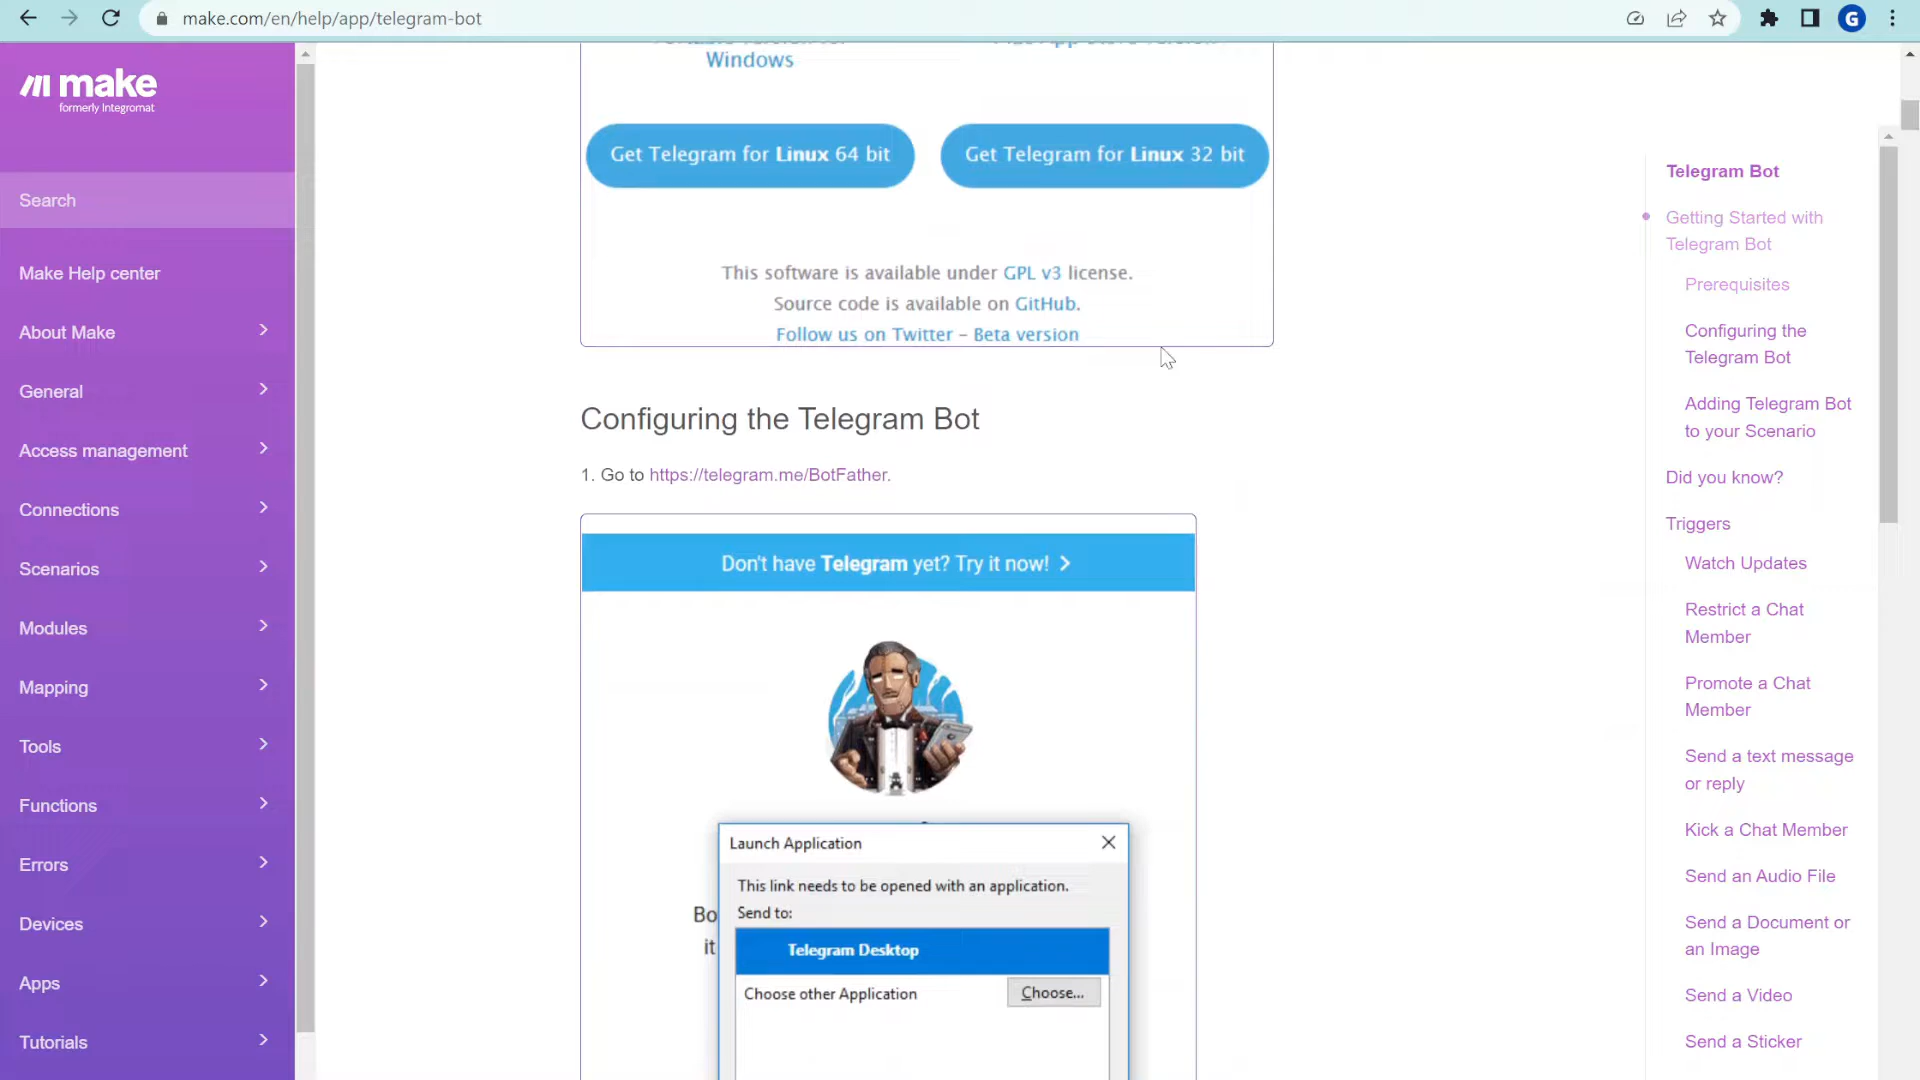 make.com/en/help/app/telegram-bot
G
make
formerly Integromat
Search
Make Help center
About Make
General
Access management
Connections
Scenarios
Modules
Mapping
Tools
Functions
Errors
Devices
Apps
Tutorials
Windows
Get Telegram for Linux 64 bit
Get Telegram for Linux 32 bit
This software is available under GPL v3 license.
Source code is available on GitHub.
Follow us on Twitter – Beta version
Configuring the Telegram Bot
1. Go to https://telegram.me/BotFather.
Don't have Telegram yet? Try it now!
Launch Application
This link needs to be opened with an application.
Bo
Send to:
it
Telegram Desktop
Choose other Application
Choose...
Telegram Bot
Getting Started with
Telegram Bot
Prerequisites
Configuring the
Telegram Bot
Adding Telegram Bot
to your Scenario
Did you know?
Triggers
Watch Updates
Restrict a Chat
Member
Promote a Chat
Member
Send a text message
or reply
Kick a Chat Member
Send an Audio File
Send a Document or
an Image
Send a Video
Send a Sticker